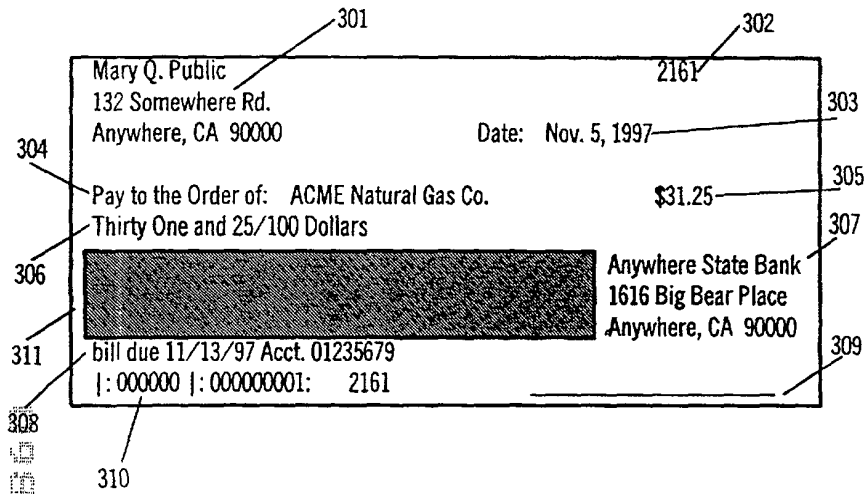 301
302
Mary Q. Public 2161
132 Somewhere Rd.
303
Anywhere, CA 90000 Date: Nov. 5, 1997
304
305
Pay to the Order of: ACME Natural Gas Co. $31.25
Thirty One and 25/100 Dollars
307
306
Anywhere State Bank
1616 Big Bear Place
Anywhere, CA 90000
311
309
bill due 11/13/97 Acct. 01235679
|: 000000 |: 000000001: 2161
308
310